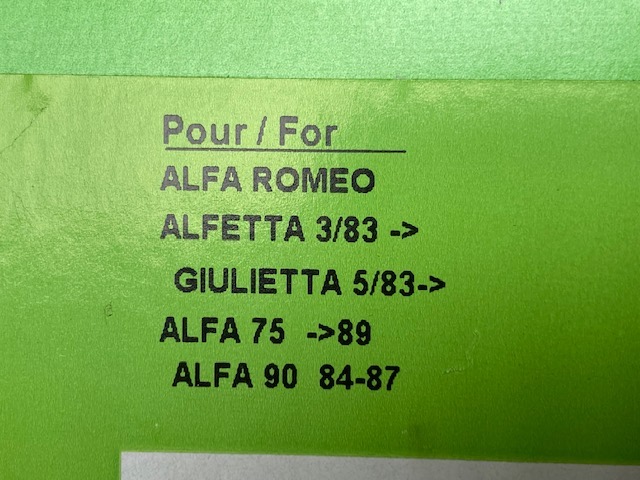 Pour / For
ALFA ROMEO
ALFETTA 3/83 ->
GIULIETTA 5/83->
ALFA 75 ->89
ALFA 90 84-87